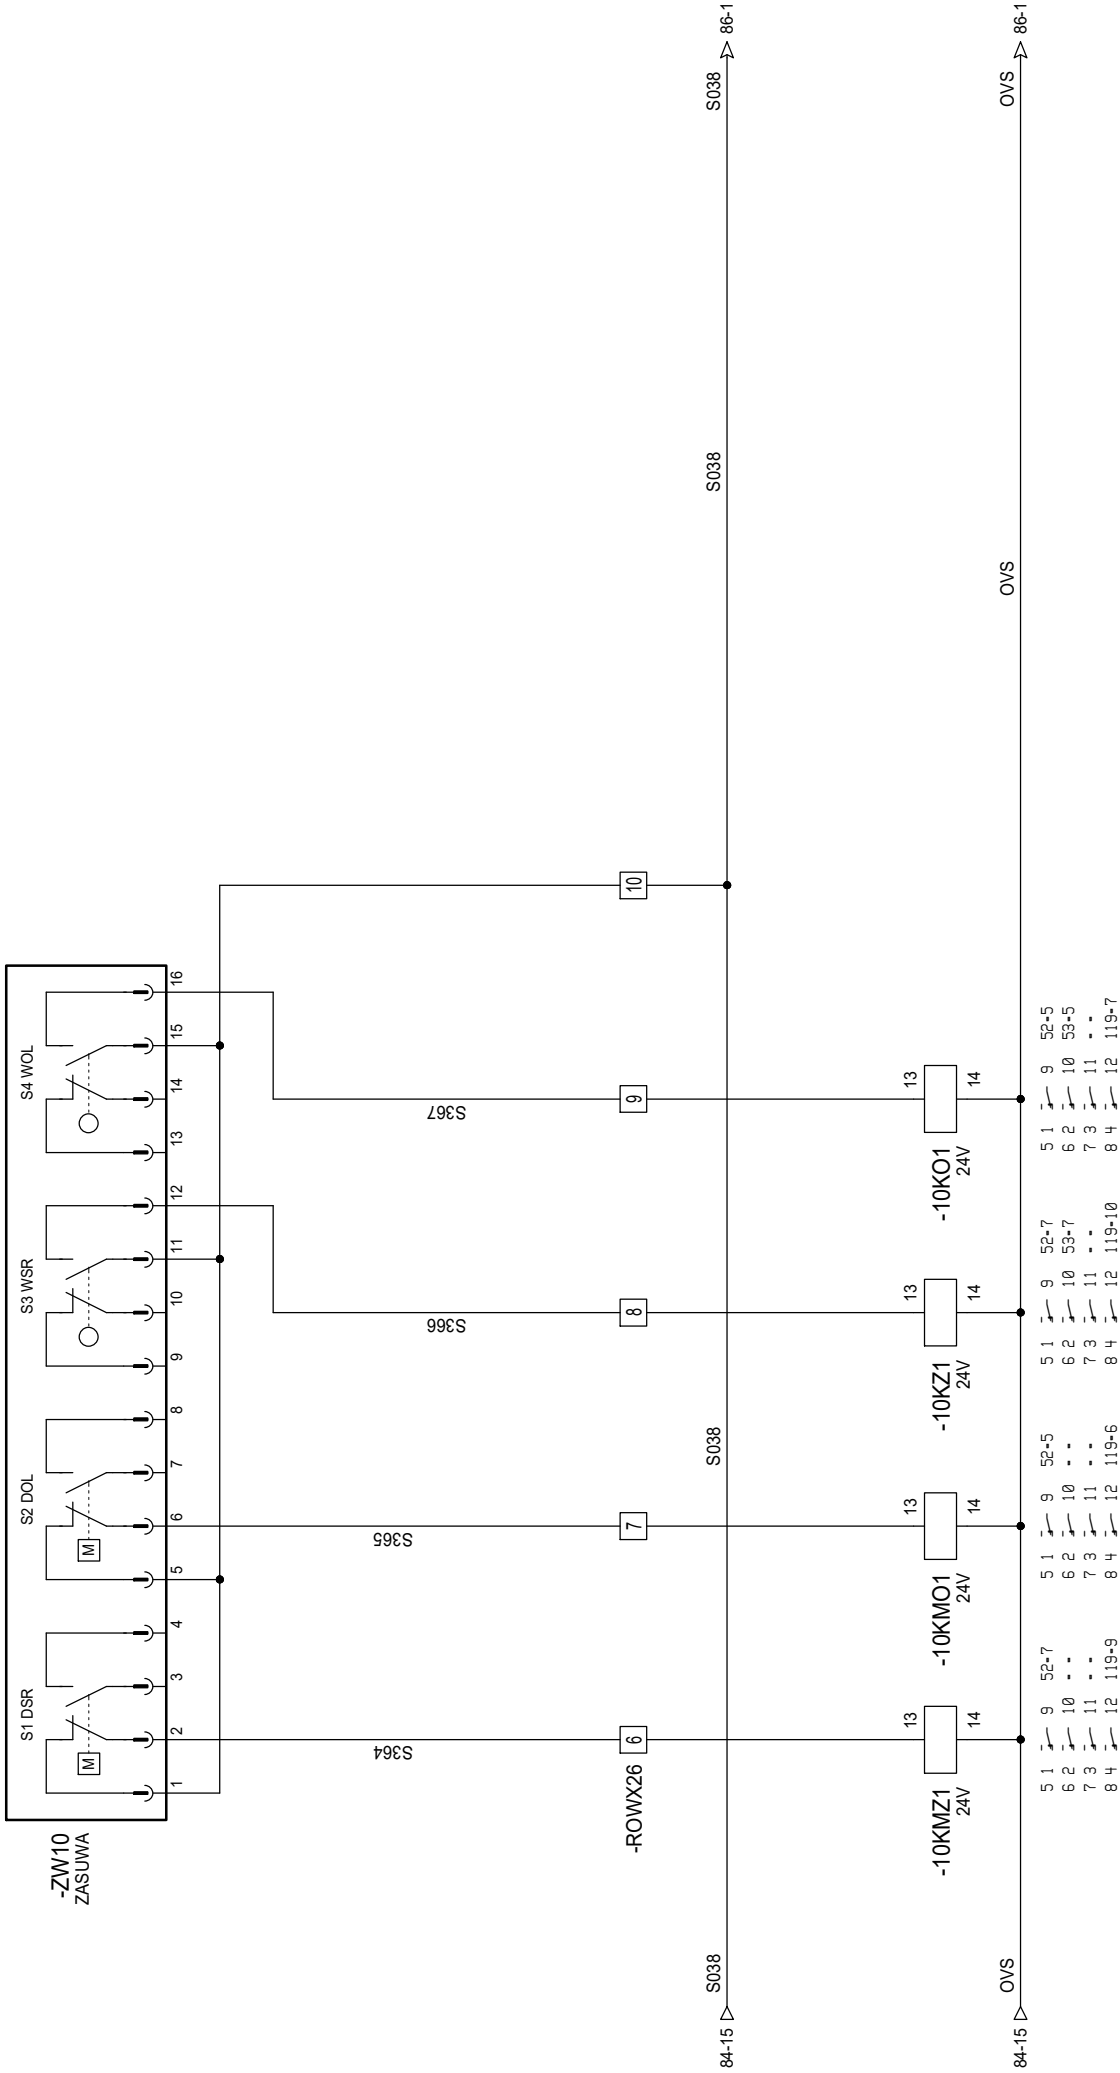 -ZW10
ZASUWA
S1 DSR
S2 DOL
S3 WSR
S4 WOL
M
M
1 2 3 4 5 6 7 8 9 10 11 12 13 14 15 16
S364
S365
S366
S367
-ROWX26
6
7
8
9
10
84-15
S038
S038
S038
S038
86-1
-10KMZ1
24V
13
14
-10KMO1
24V
13
14
-10KZ1
24V
13
14
-10KO1
24V
13
14
84-15
OVS
OVS
OVS
86-1
5 1 9 52-7
6 2 10 - -
7 3 11 - -
8 4 12 119-9
5 1 9 52-5
6 2 10 - -
7 3 11 - -
8 4 12 119-6
5 1 9 52-7
6 2 10 53-7
7 3 11 - -
8 4 12 119-10
5 1 9 52-5
6 2 10 53-5
7 3 11 - -
8 4 12 119-7